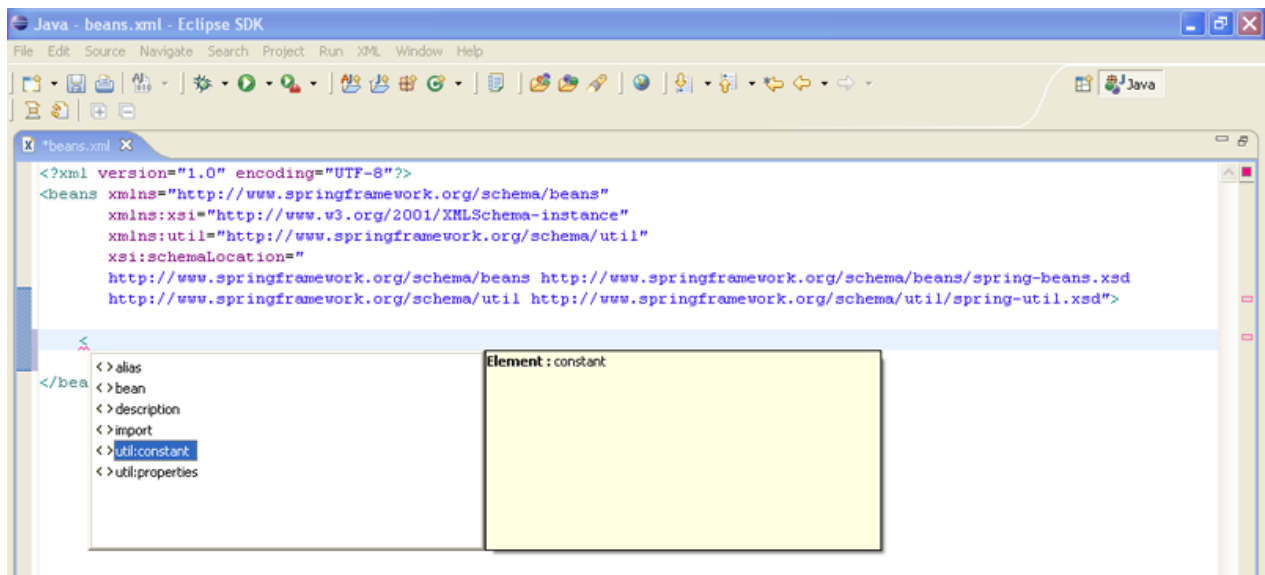 Java - beans.xml - Eclipse SDK
File Edit Source Navigate Search Project Run XML Window Help
Java
*beans.xml
<?xml version="1.0" encoding="UTF-8"?>
<beans xmlns="http://www.springframework.org/schema/beans"
xmlns:xsi="http://www.w3.org/2001/XMLSchema-instance"
xmlns:util="http://www.springframework.org/schema/util"
xsi:schemaLocation="
http://www.springframework.org/schema/beans http://www.springframework.org/schema/beans/spring-beans.xsd
http://www.springframework.org/schema/util http://www.springframework.org/schema/util/spring-util.xsd">
<
</bea
<> alias
<> bean
<> description
<> import
<> util:constant
<> util:properties
Element : constant